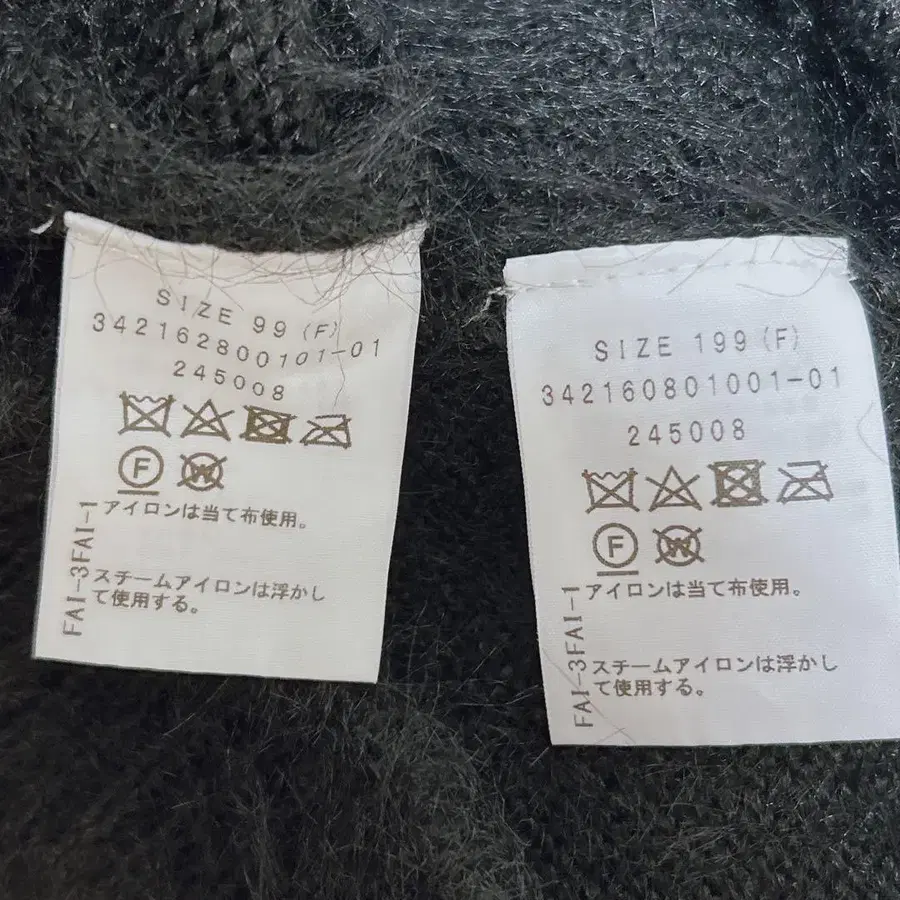 SIZE 99 (F)
342162800101-01
245008
F W
アイロンは当て布使用。
スチームアイロンは浮かし
て使用する。
FAI-3FAI-1
SIZE 199 (F)
342160801001-01
245008
F W
アイロンは当て布使用。
スチームアイロンは浮かし
て使用する。
FAI-3FAI-1